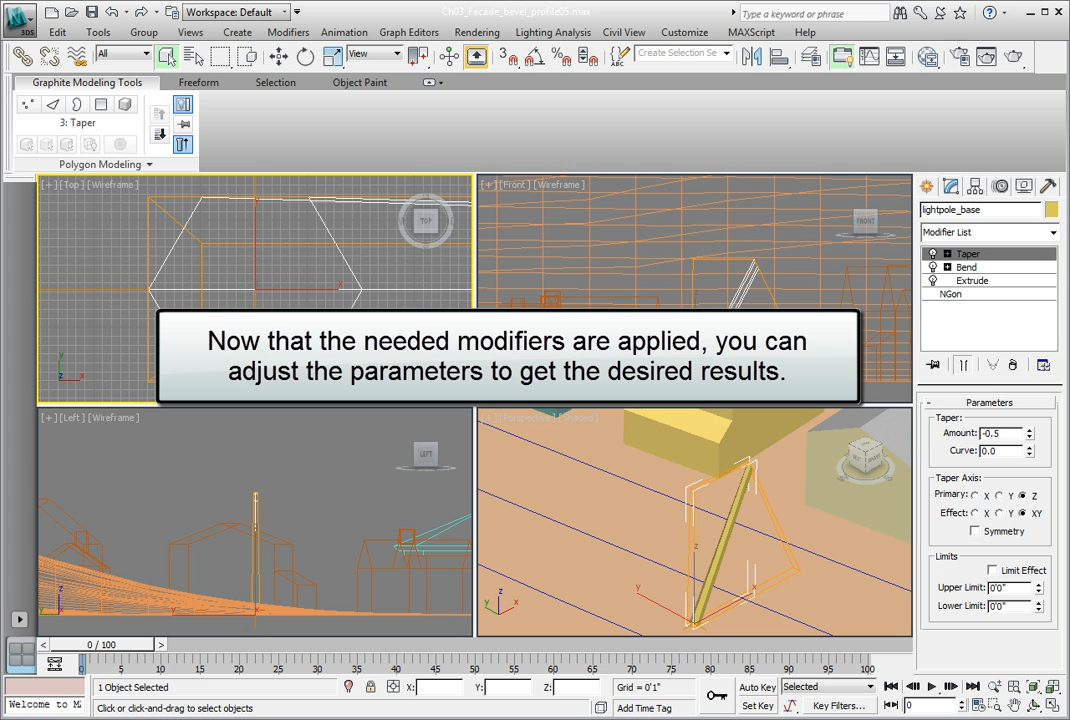 Workspace: Default
Ch03_Facade_bevel_profile05.max
Type a keyword or phrase
3DS
Edit Tools Group Views Create Modifiers Animation Graph Editors Rendering Lighting Analysis Civil View Customize MAXScript Help
All View Create Selection Se
Graphite Modeling Tools Freeform Selection Object Paint
3: Taper
Polygon Modeling
[+][Top][Wireframe]
TOP
[+][Front][Wireframe]
FRONT
lightpole_base
Modifier List
Taper
Bend
Extrude
NGon
Now that the needed modifiers are applied, you can
adjust the parameters to get the desired results.
[+][Left][Wireframe]
LEFT
[+][Perspective][Shaded]
Parameters
Taper:
Amount: -0.5
Curve: 0.0
Taper Axis:
Primary: X Y Z
Effect: X Y XY
Symmetry
Limits
Limit Effect
Upper Limit: 0'0"
Lower Limit: 0'0"
0 / 100
0 5 10 15 20 25 30 35 40 45 50 55 60 65 70 75 80 85 90 95 100
1 Object Selected X: Y: Z: Grid = 0'1" Auto Key Selected
Welcome to M Click or click-and-drag to select objects Add Time Tag Set Key Key Filters... 0